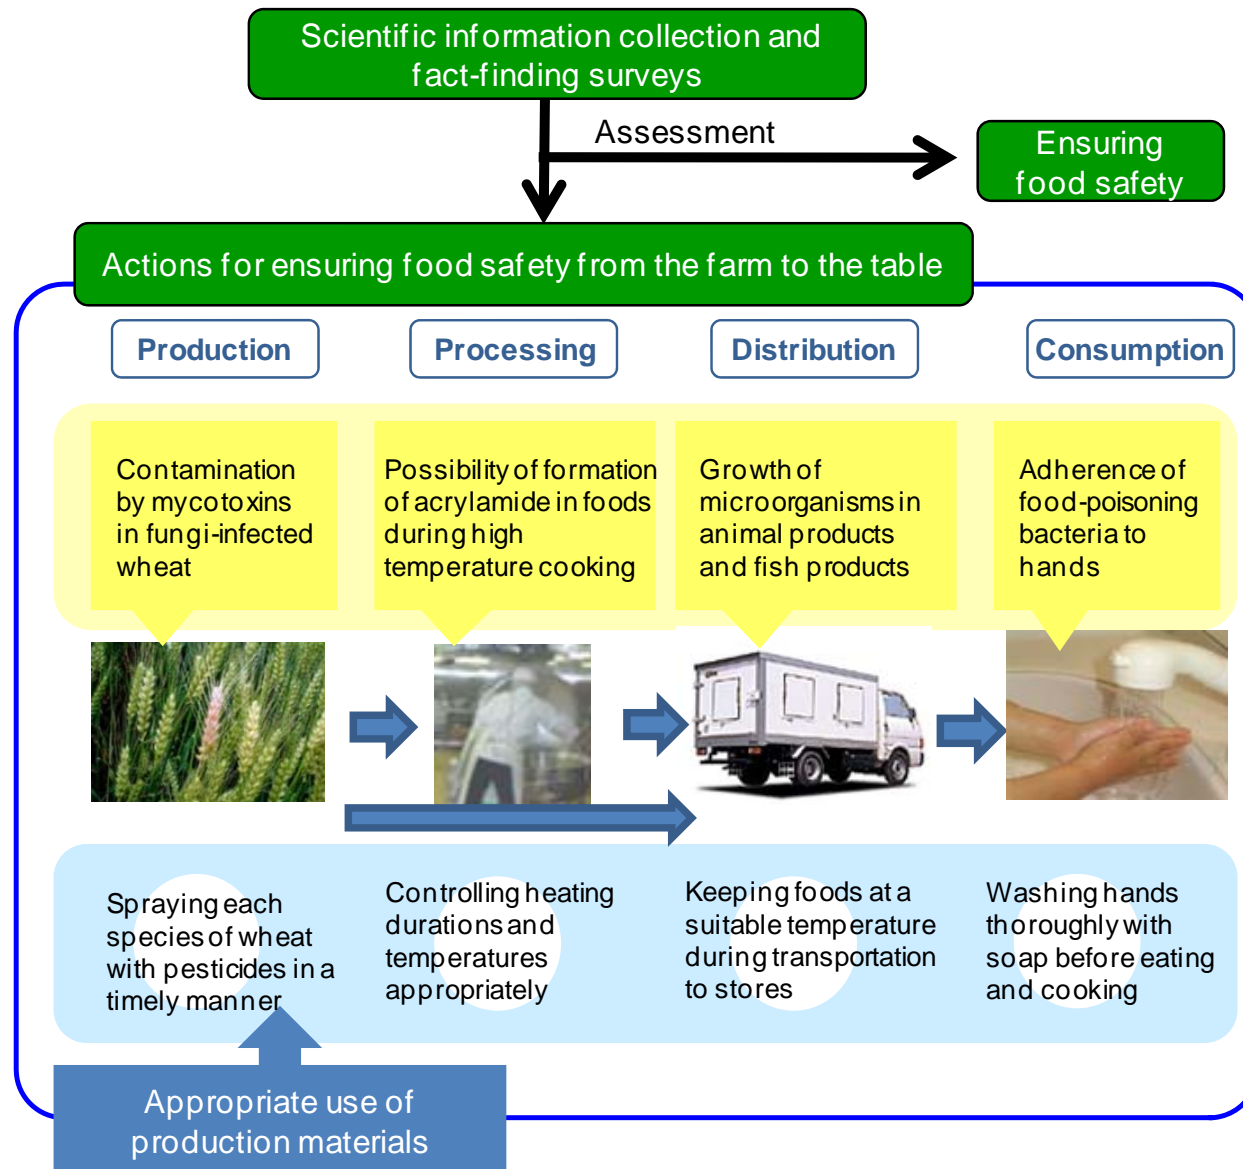 Scientific information collection and
fact-finding surveys
Assessment
Ensuring
food safety
Actions for ensuring food safety from the farm to the table
Production
Processing
Distribution
Consumption
Contamination
by mycotoxins
in fungi-infected
wheat
Possibility of formation
of acrylamide in foods
during high
temperature cooking
Growth of
microorganisms in
animal products
and fish products
Adherence of
food-poisoning
bacteria to
hands
Spraying each
species of wheat
with pesticides in a
timely manner
Controlling heating
durations and
temperatures
appropriately
Keeping foods at a
suitable temperature
during transportation
to stores
Washing hands
thoroughly with
soap before eating
and cooking
Appropriate use of
production materials